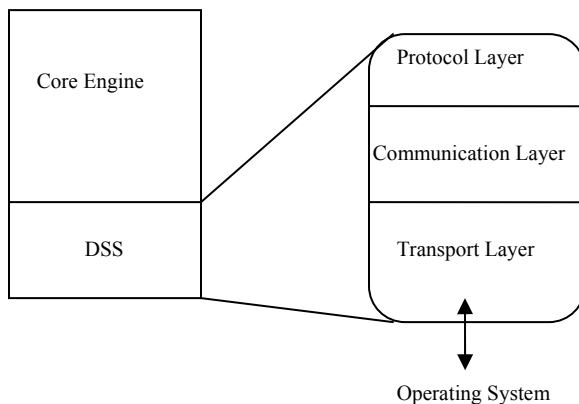 Core Engine
DSS
Protocol Layer
Communication Layer
Transport Layer
Operating System